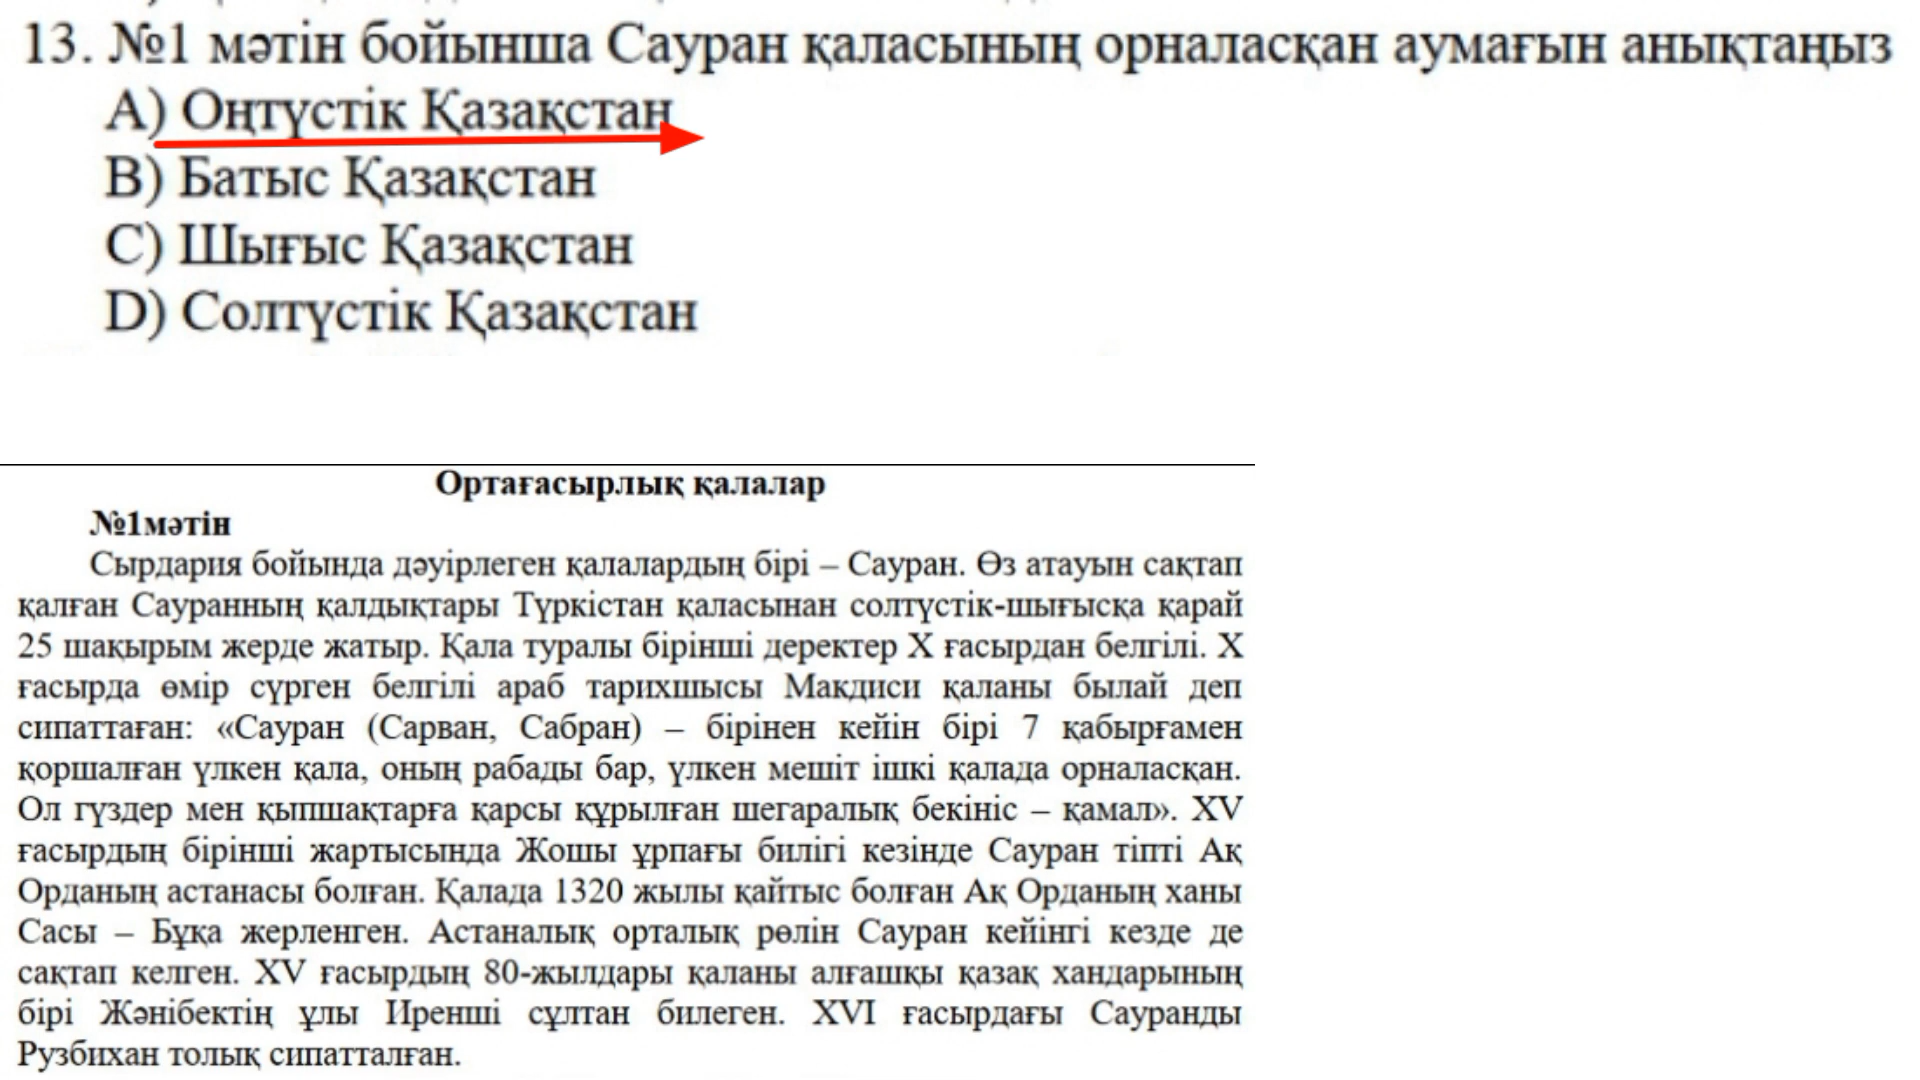 13. №1 мәтін бойынша Сауран қаласының орналасқан аумағын анықтаңыз
A) Оңтүстік Қазақстан
B) Батыс Қазақстан
C) Шығыс Қазақстан
D) Солтүстік Қазақстан
Ортағасырлық қалалар
№1мәтін
Сырдария бойында дәуірлеген қалалардың бірі – Сауран. Өз атауын сақтап
қалған Сауранның қалдықтары Түркістан қаласынан солтүстік-шығысқа қарай
25 шақырым жерде жатыр. Қала туралы бірінші деректер X ғасырдан белгілі. X
ғасырда өмір сүрген белгілі араб тарихшысы Макдиси қаланы былай деп
сипаттаған: «Сауран (Сарван, Сабран) – бірінен кейін бірі 7 қабырғамен
қоршалған үлкен қала, оның рабады бар, үлкен мешіт ішкі қалада орналасқан.
Ол гүздер мен қыпшақтарға қарсы құрылған шегаралық бекініс – қамал». XV
ғасырдың бірінші жартысында Жошы ұрпағы билігі кезінде Сауран тіпті Ақ
Орданың астанасы болған. Қалада 1320 жылы қайтыс болған Ақ Орданың ханы
Сасы – Бұқа жерленген. Астаналық орталық рөлін Сауран кейінгі кезде де
сақтап келген. XV ғасырдың 80-жылдары қаланы алғашқы қазақ хандарының
бірі Жәнібектің ұлы Иренші сұлтан билеген. XVI ғасырдағы Сауранды
Рузбихан толық сипатталған.